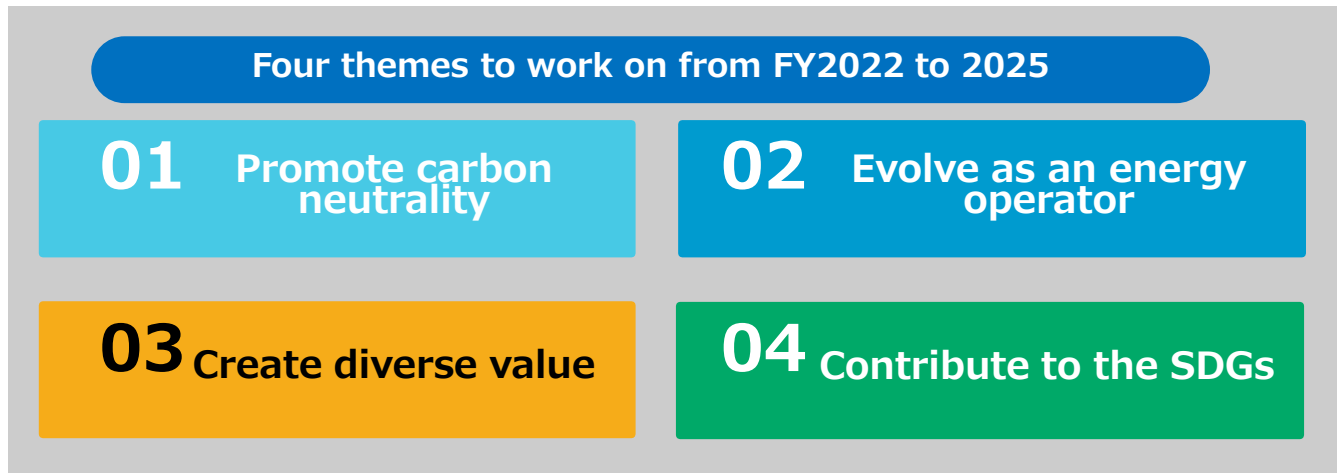 Four themes to work on from FY2022 to 2025
01 Promote carbon
neutrality
02 Evolve as an energy
operator
03 Create diverse value
04 Contribute to the SDGs